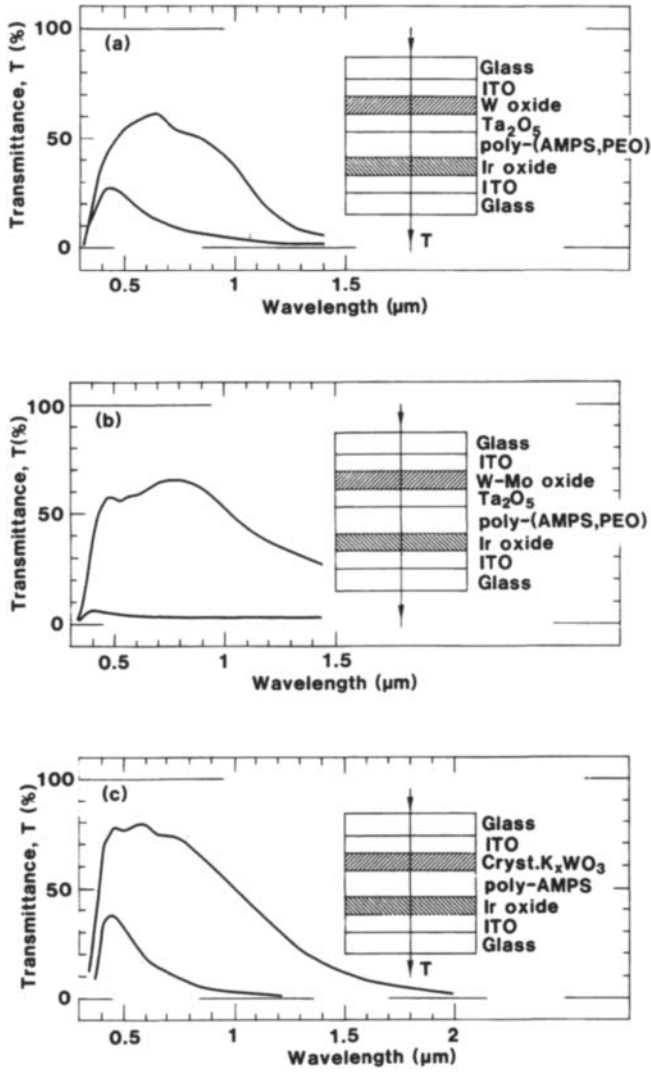 (a)
Transmittance, T (%)
100
50
0
0.5
1
1.5
Wavelength (µm)
Glass
ITO
W oxide
Ta₂O₅
poly-(AMPS,PEO)
Ir oxide
ITO
Glass
T
(b)
Transmittance, T(%)
100
50
0
0.5
1
1.5
Wavelength (µm)
Glass
ITO
W-Mo oxide
Ta₂O₅
poly-(AMPS,PEO)
Ir oxide
ITO
Glass
(c)
Transmittance, T (%)
100
50
0
0.5
1
1.5
2
Wavelength (µm)
Glass
ITO
Cryst.KₓWO₃
poly-AMPS
Ir oxide
ITO
Glass
T